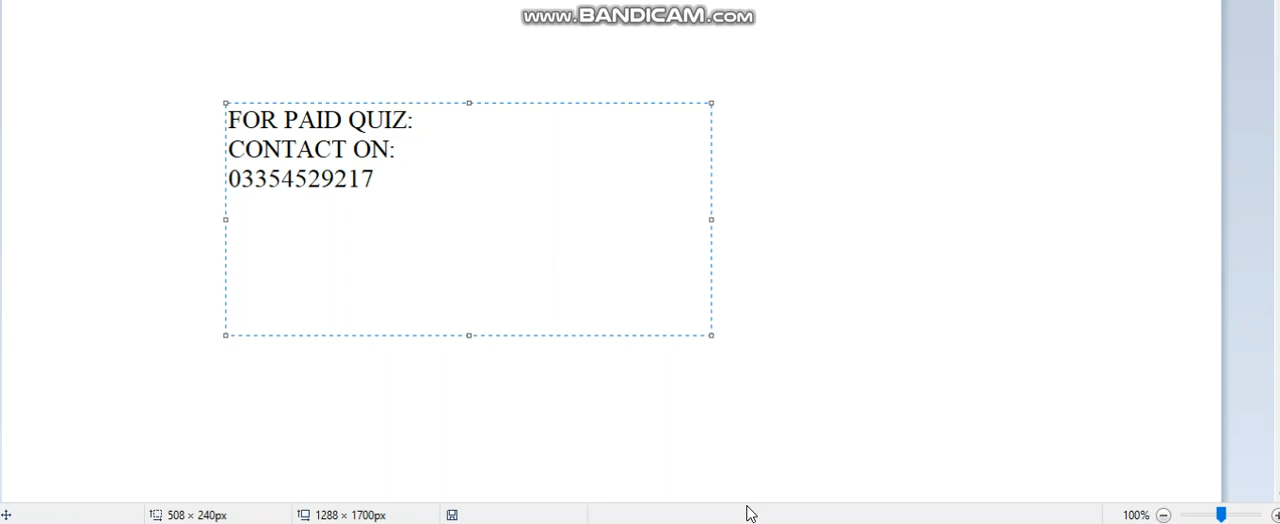 www.BANDICAM.com
FOR PAID QUIZ:
CONTACT ON:
03354529217
508 × 240px
1288 × 1700px
100%